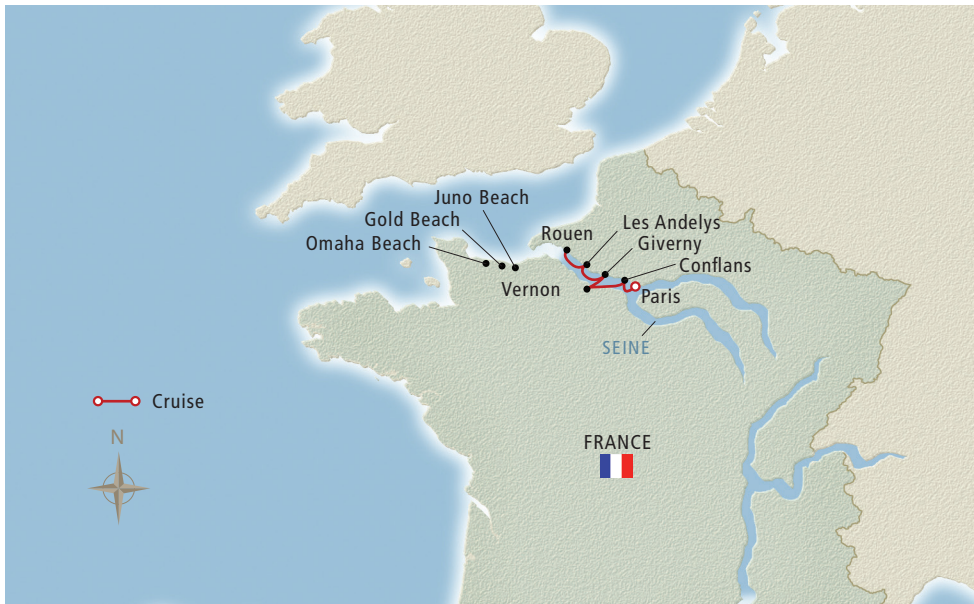 Juno Beach
Gold Beach
Omaha Beach
Rouen
Les Andelys
Giverny
Conflans
Vernon
Paris
SEINE
Cruise
N
FRANCE